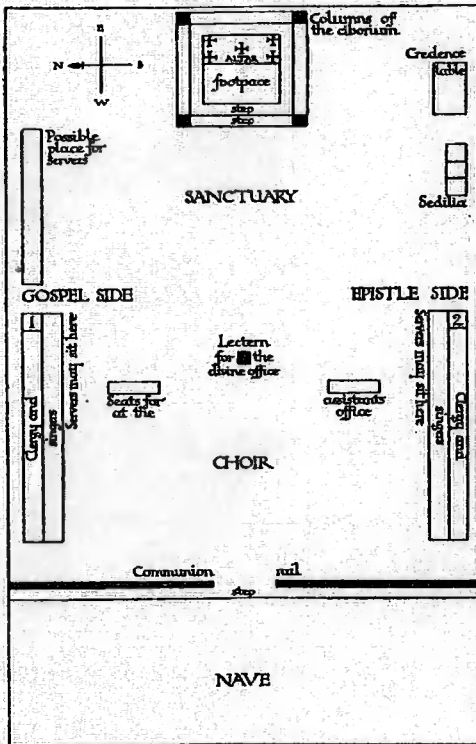 Columns of
the ciborium
E
N S
W
ALTAR
footpace
step
step
Credence
table
Possible
place for
servers
SANCTUARY
Sedilia
GOSPEL SIDE
EPISTLE SIDE
1
2
Clergy and
singers
Servers may sit here
Lectern
for the
divine office
Seats for
at the
assistants
office
Servers may sit here
singers
Clergy and
CHOIR
Communion rail
step
NAVE